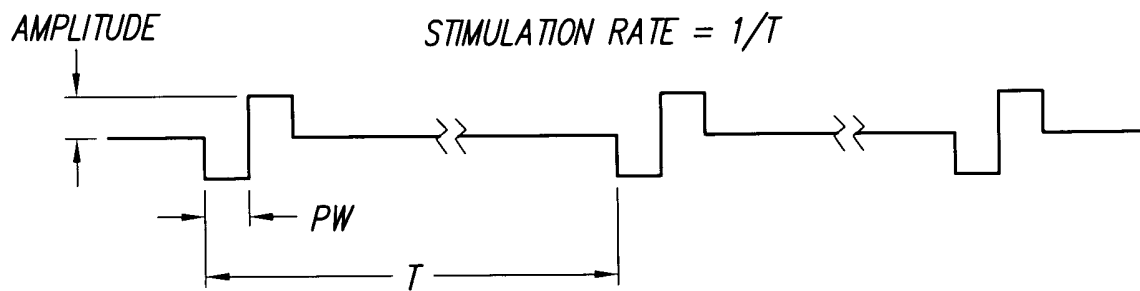 AMPLITUDE
STIMULATION RATE = 1/T
PW
T